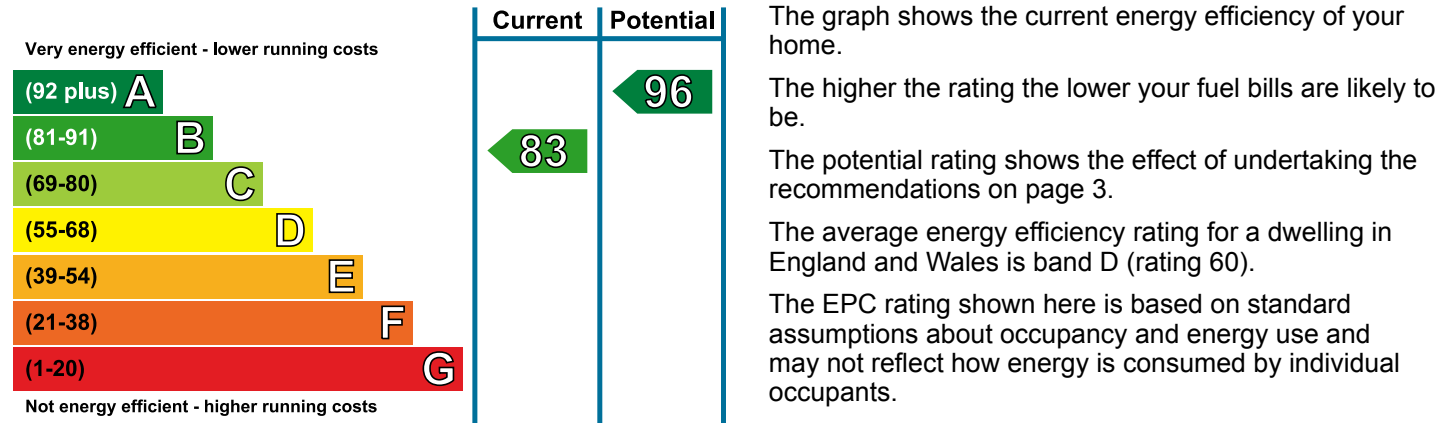 Current Potential
Very energy efficient - lower running costs
(92 plus) A
96
(81-91) B
83
(69-80) C
(55-68) D
(39-54) E
(21-38) F
(1-20) G
Not energy efficient - higher running costs
The graph shows the current energy efficiency of your
home.
The higher the rating the lower your fuel bills are likely to
be.
The potential rating shows the effect of undertaking the
recommendations on page 3.
The average energy efficiency rating for a dwelling in
England and Wales is band D (rating 60).
The EPC rating shown here is based on standard
assumptions about occupancy and energy use and
may not reflect how energy is consumed by individual
occupants.